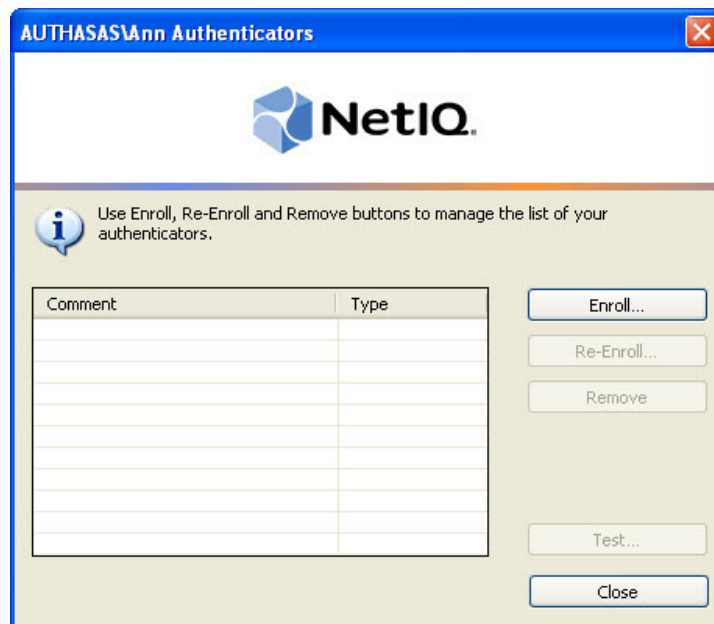 AUTHASAS\Ann Authenticators
NetIQ.
Use Enroll, Re-Enroll and Remove buttons to manage the list of your
authenticators.
Comment Type
Enroll...
Re-Enroll...
Remove
Test...
Close